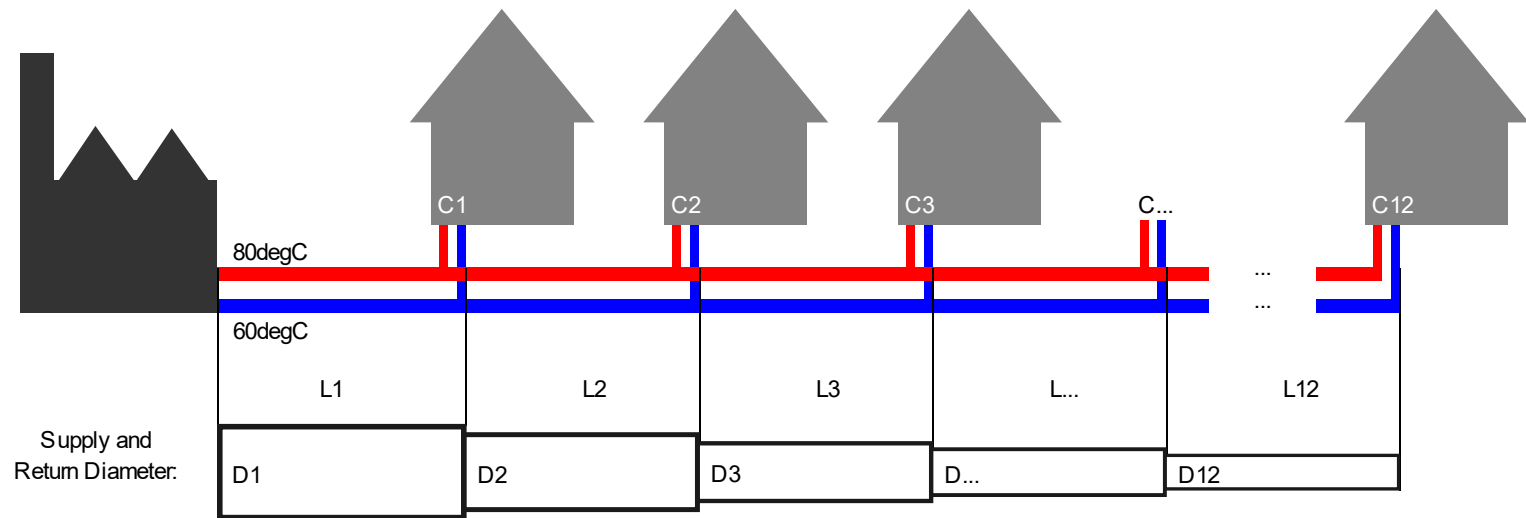 C1
C2
C3
C...
C12
80degC
...
...
60degC
L1
L2
L3
L...
L12
Supply and
Return Diameter:
D1
D2
D3
D...
D12